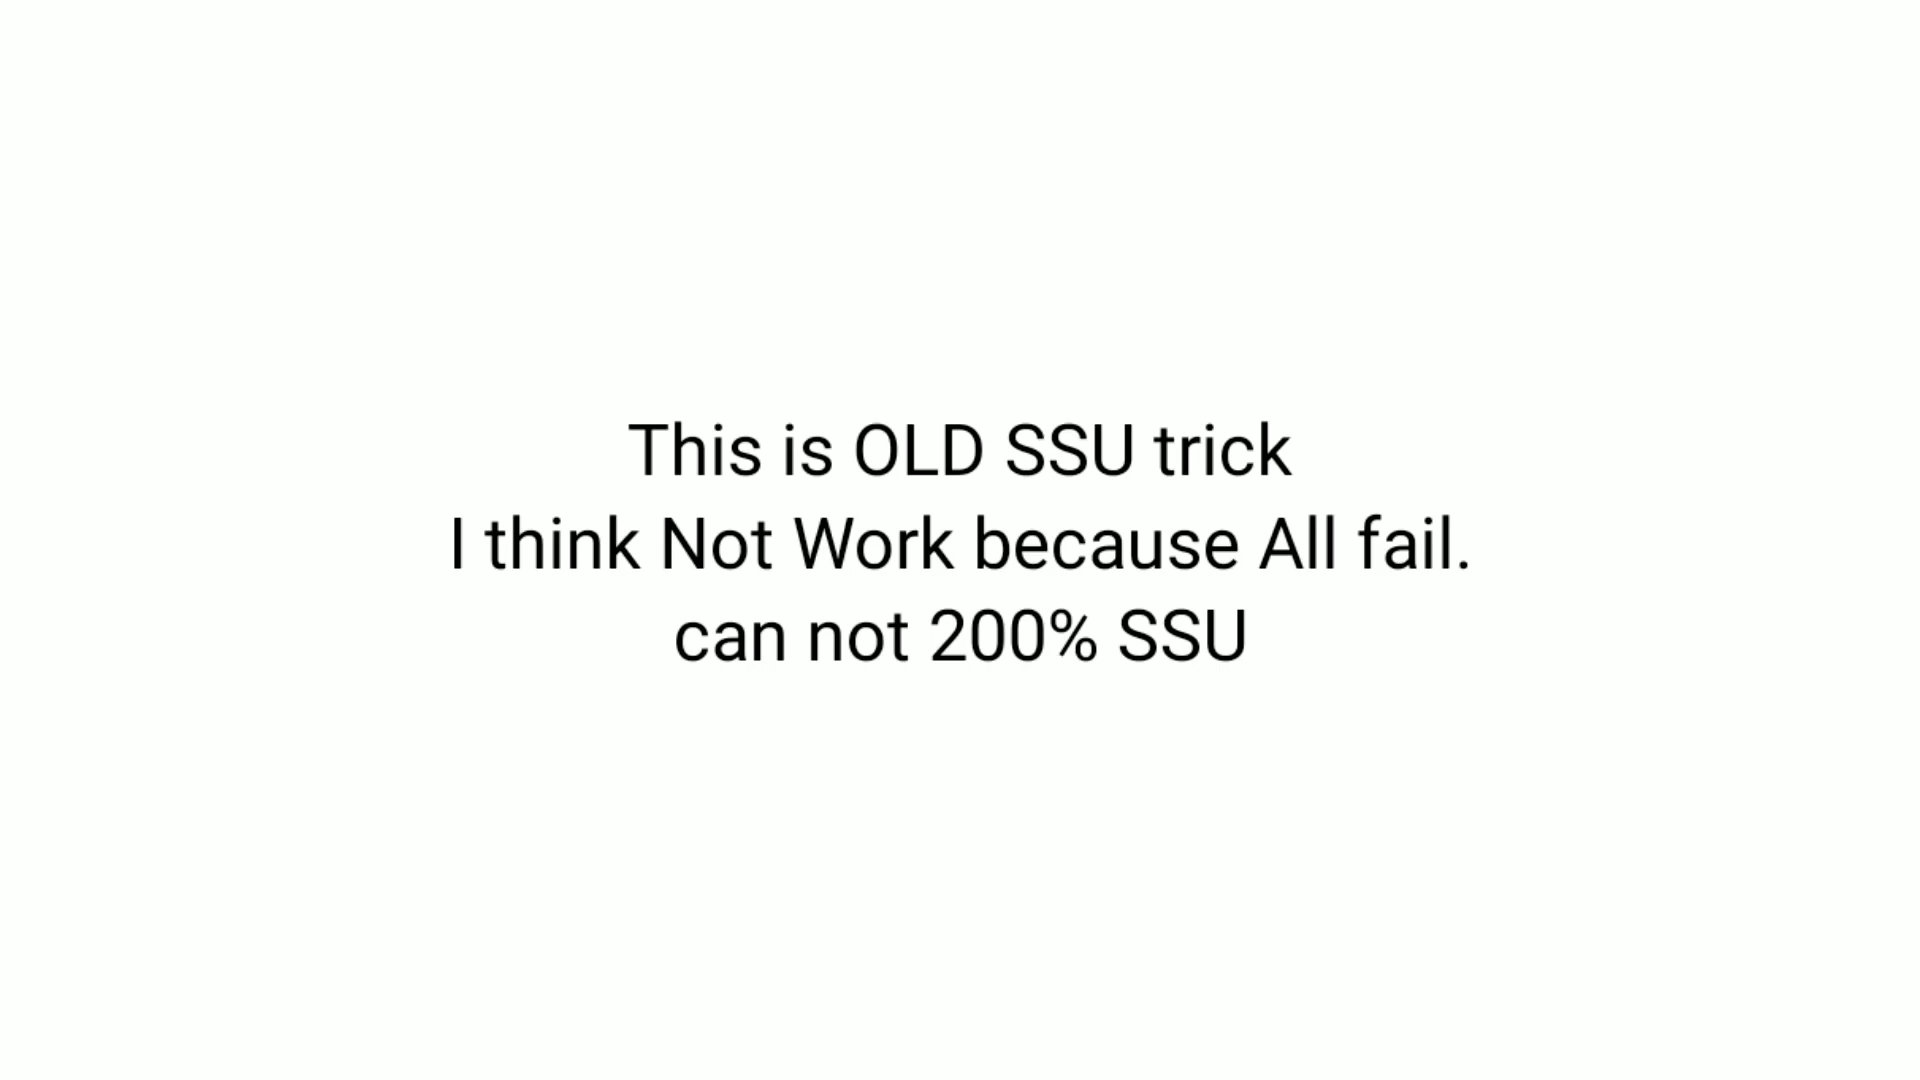 This is OLD SSU trick
I think Not Work because All fail.
can not 200% SSU